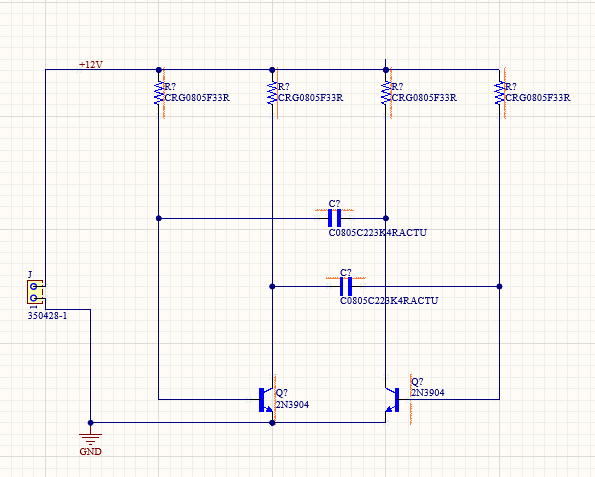 +12V
R?
CRG0805F33R
R?
CRG0805F33R
R?
CRG0805F33R
R?
CRG0805F33R
C?
C0805C223K4RACTU
C?
C0805C223K4RACTU
J
350428-1
Q?
2N3904
Q?
2N3904
GND